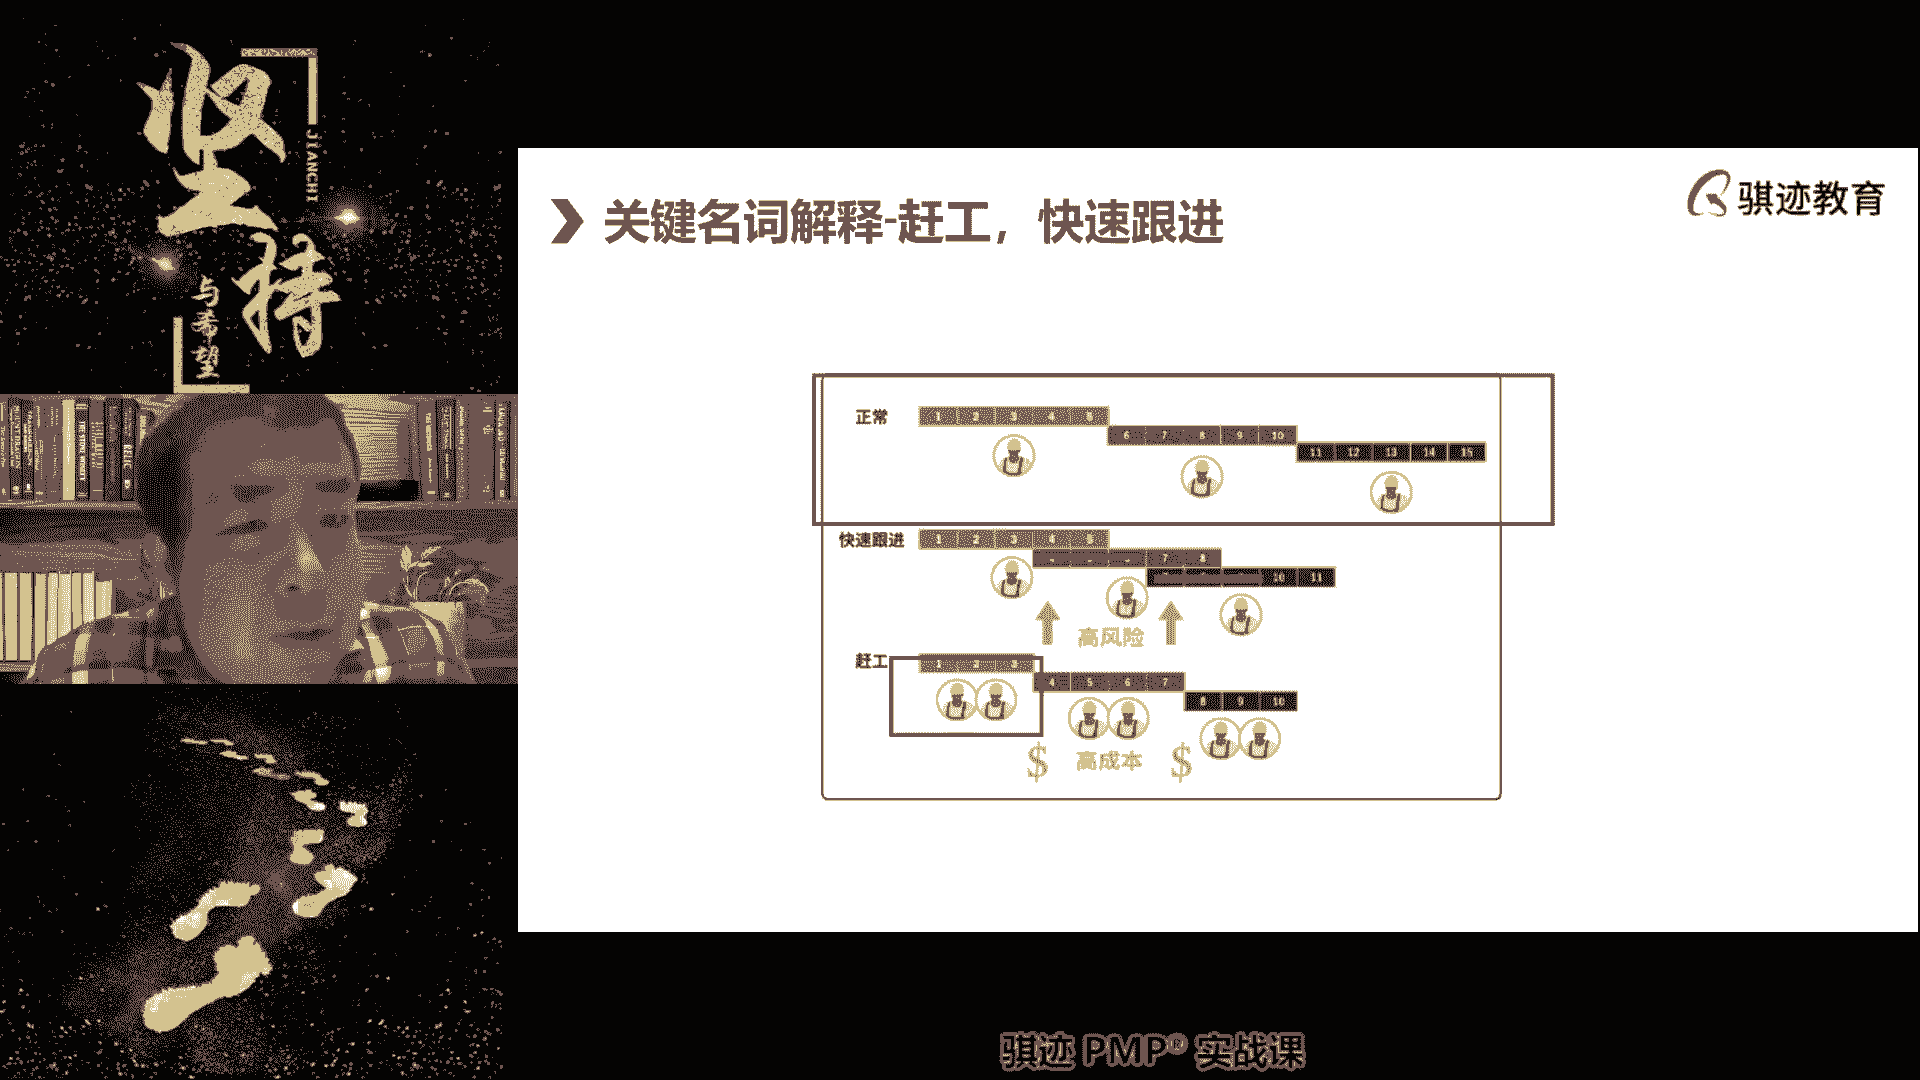 坚持
JIANCHI
与希望
骐迹教育
关键名词解释-赶工，快速跟进
正常
1 2 3 4 5
6 7 8 9 10
11 12 13 14 15
快速跟进
1 2 3 4 5
7 8
10 11
高风险
赶工
1 2 3
4 5 6 7
8 9 10
$ 高成本 $
骐迹 PMP® 实战课